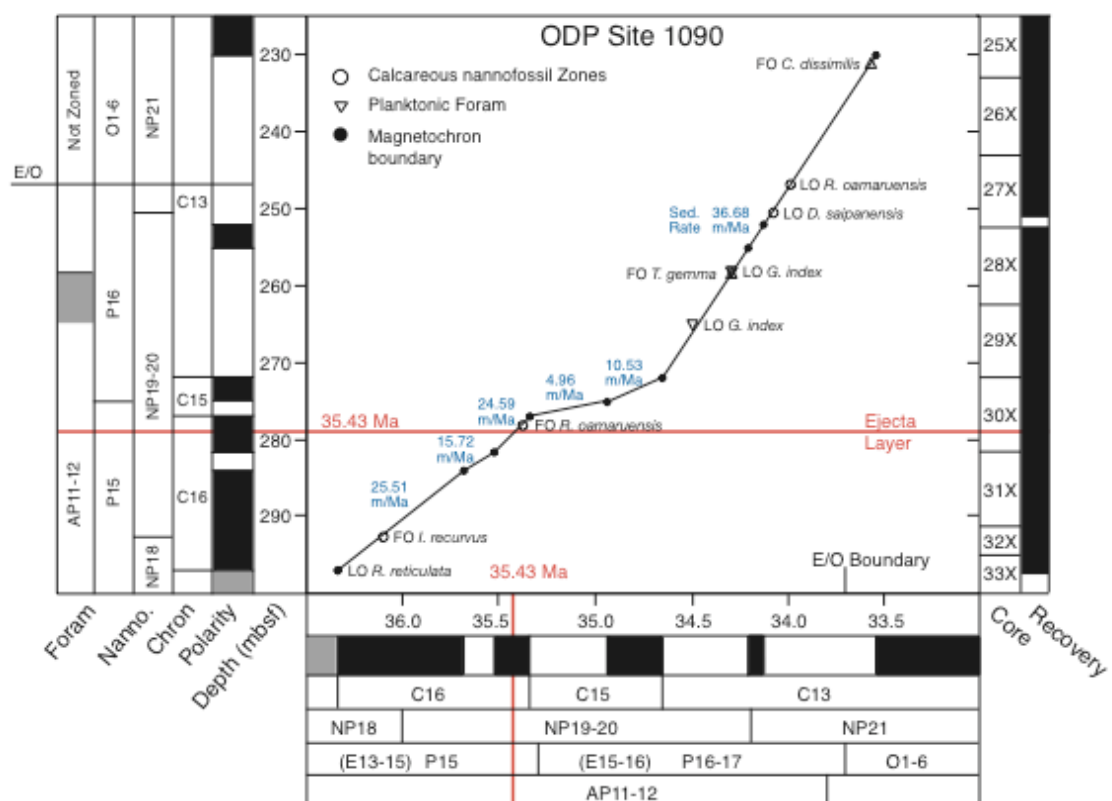 ODP Site 1090
Calcareous nannofossil Zones
Planktonic Foram
Magnetochron
boundary
Not Zoned
O1-6
NP21
E/O
C13
P16
NP19-20
C15
AP11-12
P15
C16
NP18
230
240
250
260
270
280
290
Foram
Nanno.
Chron
Polarity
Depth (mbsf)
FO C. dissimilis
LO R. oamaruensis
LO D. saipanensis
Sed. 36.68
Rate m/Ma
FO T. gemma
LO G. index
LO G. index
10.53
m/Ma
4.96
m/Ma
24.59
m/Ma
FO R. oamaruensis
35.43 Ma
Ejecta
Layer
15.72
m/Ma
25.51
m/Ma
FO I. recurvus
LO R. reticulata
35.43 Ma
E/O Boundary
25X
26X
27X
28X
29X
30X
31X
32X
33X
Core
Recovery
36.0 35.5 35.0 34.5 34.0 33.5
C16 C15 C13
NP18 NP19-20 NP21
(E13-15) P15 (E15-16) P16-17 O1-6
AP11-12